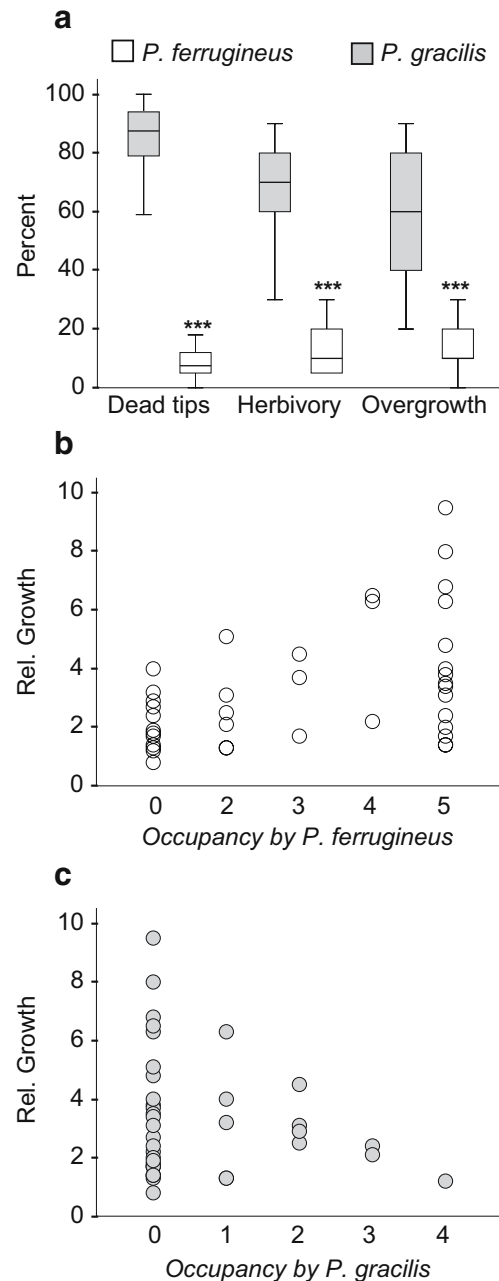 a
P. ferrugineus P. gracilis
100
80
60
40
20
0
Percent
*** *** ***
Dead tips Herbivory Overgrowth
b
10
8
6
4
2
0
Rel. Growth
0 2 3 4 5
Occupancy by P. ferrugineus
c
10
8
6
4
2
0
Rel. Growth
0 1 2 3 4
Occupancy by P. gracilis